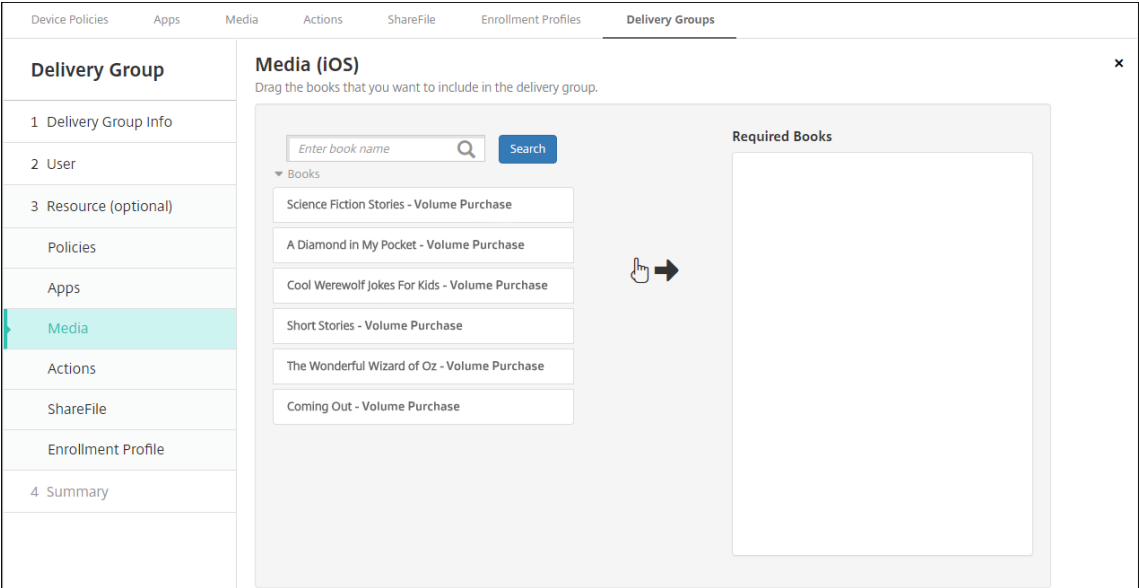 Device Policies Apps Media Actions ShareFile Enrollment Profiles Delivery Groups
Delivery Group
1 Delivery Group Info
2 User
3 Resource (optional)
Policies
Apps
Media
Actions
ShareFile
Enrollment Profile
4 Summary
Media (iOS)
×
Drag the books that you want to include in the delivery group.
Enter book name
Search
Books
Science Fiction Stories - Volume Purchase
A Diamond in My Pocket - Volume Purchase
Cool Werewolf Jokes For Kids - Volume Purchase
Short Stories - Volume Purchase
The Wonderful Wizard of Oz - Volume Purchase
Coming Out - Volume Purchase
Required Books